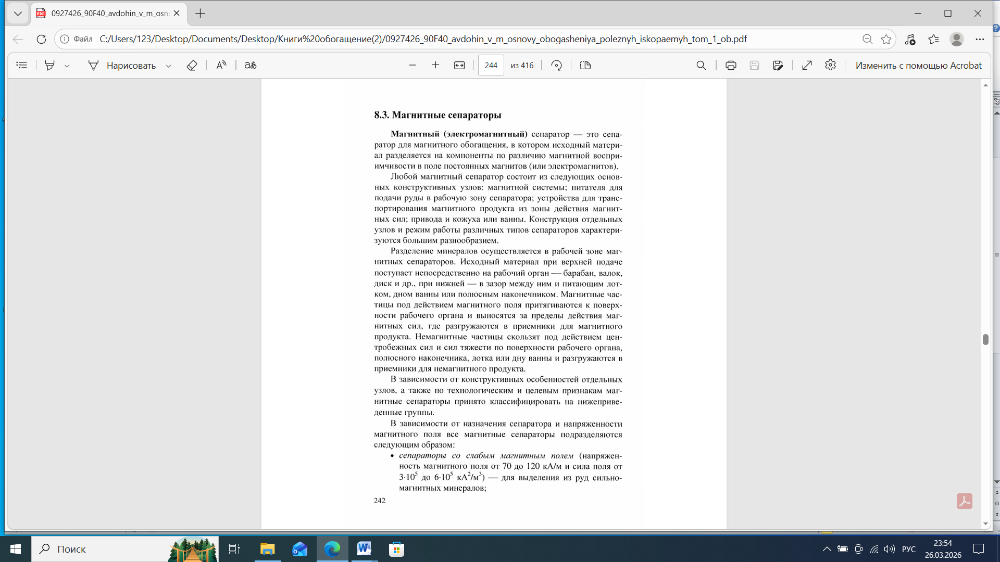 0927426_90F40_avdohin_v_m_osno
Файл C:/Users/123/Desktop/Documents/Desktop/Книги%20обогащение(2)/0927426_90F40_avdohin_v_m_osnovy_obogasheniya_poleznyh_iskopaemyh_tom_1_ob.pdf
Нарисовать 244 из 416 Изменить с помощью Acrobat
8.3. Магнитные сепараторы
Магнитный (электромагнитный) сепаратор — это сепа-
ратор для магнитного обогащения, в котором исходный матери-
ал разделяется на компоненты по различию магнитной воспри-
имчивости в поле постоянных магнитов (или электромагнитов).
Любой магнитный сепаратор состоит из следующих основ-
ных конструктивных узлов: магнитной системы; питателя для
подачи руды в рабочую зону сепаратора; устройства для транс-
портирования магнитного продукта из зоны действия магнит-
ных сил; привода и кожуха или ванны. Конструкция отдельных
узлов и режим работы различных типов сепараторов характери-
зуются большим разнообразием.
Разделение минералов осуществляется в рабочей зоне маг-
нитных сепараторов. Исходный материал при верхней подаче
поступает непосредственно на рабочий орган — барабан, валок,
диск и др., при нижней — в зазор между ним и питающим лот-
ком, дном ванны или полюсным наконечником. Магнитные час-
тицы под действием магнитного поля притягиваются к поверх-
ности рабочего органа и выносятся за пределы действия маг-
нитных сил, где разгружаются в приемники для магнитного
продукта. Немагнитные частицы скользят под действием цен-
тробежных сил и сил тяжести по поверхности рабочего органа,
полюсного наконечника, лотка или дну ванны и разгружаются в
приемники для немагнитного продукта.
В зависимости от конструктивных особенностей отдельных
узлов, а также по технологическим и целевым признакам маг-
нитные сепараторы принято классифицировать на нижеприве-
денные группы.
В зависимости от назначения сепаратора и напряженности
магнитного поля все магнитные сепараторы подразделяются
следующим образом:
• сепараторы со слабым магнитным полем (напряжен-
ность магнитного поля от 70 до 120 кА/м и сила поля от
3·10⁵ до 6·10⁵ кА²/м³) — для выделения из руд сильно-
магнитных минералов;
242
Поиск
РУС
23:54
26.03.2026